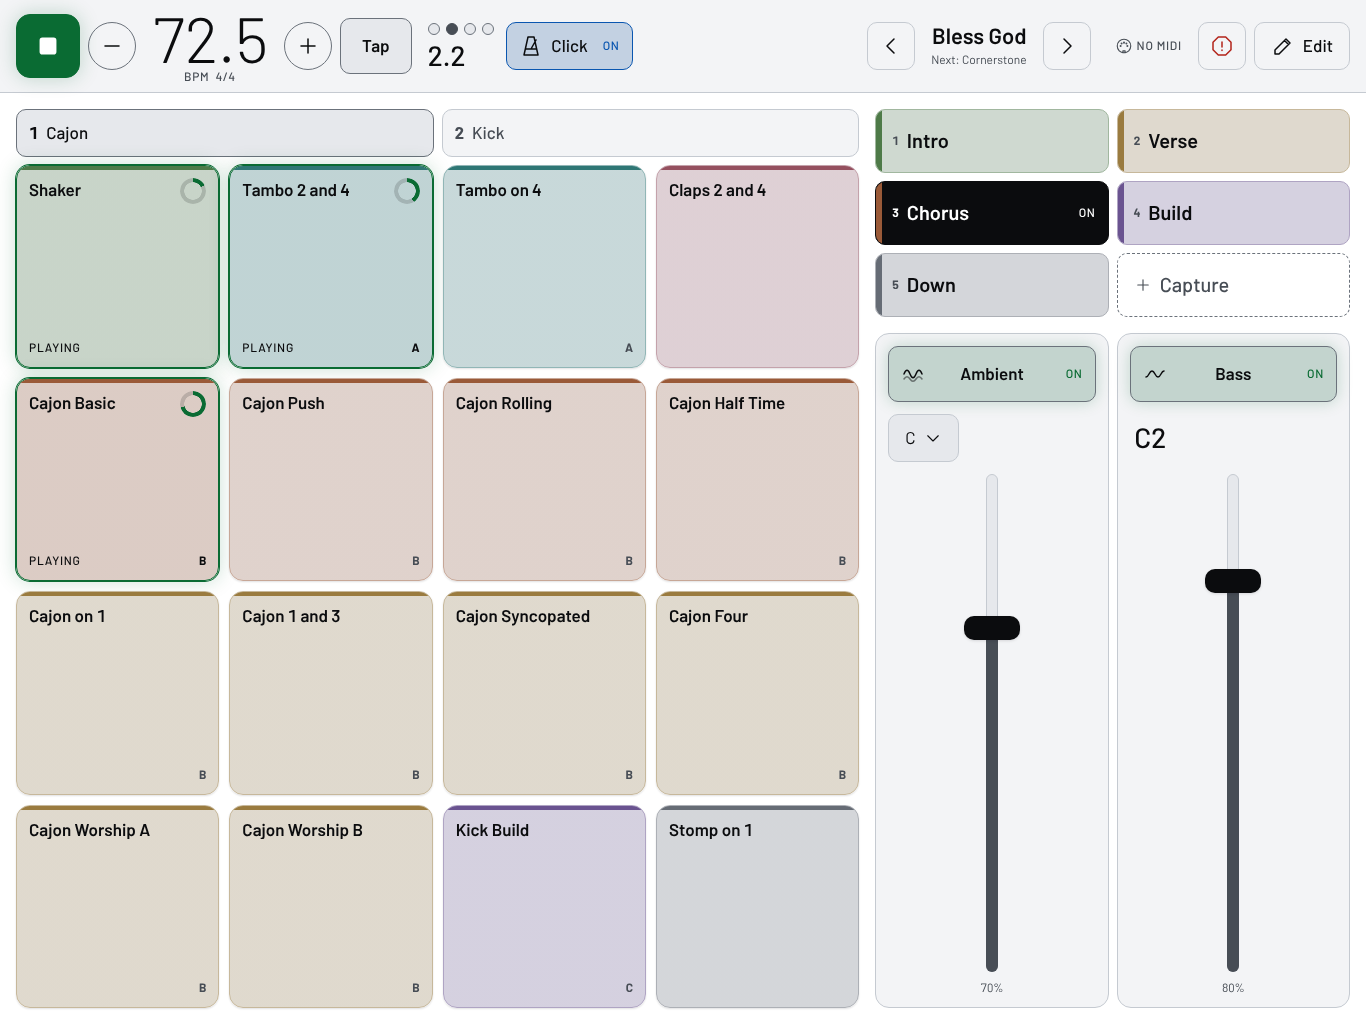 72.5
BPM 4/4
Tap
2.2
Click ON
Bless God
Next: Cornerstone
NO MIDI
Edit
1 Cajon
2 Kick
Shaker
PLAYING
Tambo 2 and 4
PLAYING A
Tambo on 4
A
Claps 2 and 4
Cajon Basic
PLAYING B
Cajon Push
B
Cajon Rolling
B
Cajon Half Time
B
Cajon on 1
B
Cajon 1 and 3
B
Cajon Syncopated
B
Cajon Four
B
Cajon Worship A
B
Cajon Worship B
B
Kick Build
C
Stomp on 1
1 Intro
2 Verse
3 Chorus ON
4 Build
5 Down
+ Capture
Ambient ON
C
70%
Bass ON
C2
80%